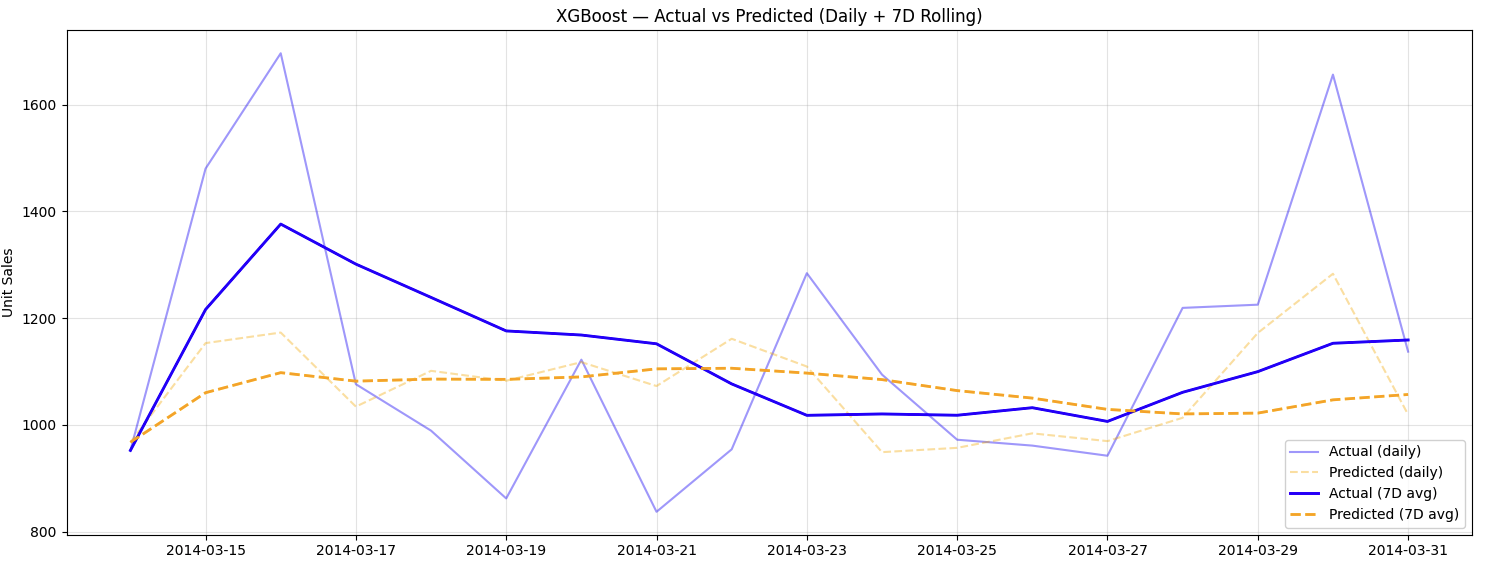 XGBoost — Actual vs Predicted (Daily + 7D Rolling)
Unit Sales
1600
1400
1200
1000
800
2014-03-15
2014-03-17
2014-03-19
2014-03-21
2014-03-23
2014-03-25
2014-03-27
2014-03-29
2014-03-31
Actual (daily)
Predicted (daily)
Actual (7D avg)
Predicted (7D avg)